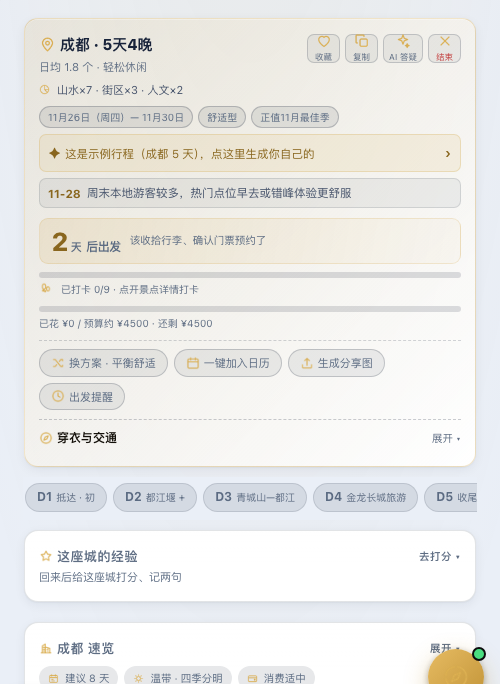 成都 · 5天4晚
收藏
复制
AI 答疑
结束
日均 1.8 个 · 轻松休闲
山水×7 · 街区×3 · 人文×2
11月26日（周四）— 11月30日
舒适型
正值11月最佳季
✦ 这是示例行程（成都 5 天），点这里生成你自己的 ›
11-28 周末本地游客较多，热门点位早去或错峰体验更舒服
2 天 后出发 该收拾行李、确认门票预约了
已打卡 0/9 · 点开景点详情打卡
已花 ¥0 / 预算约 ¥4500 · 还剩 ¥4500
换方案 · 平衡舒适
一键加入日历
生成分享图
出发提醒
穿衣与交通
展开 ▾
D1 抵达 · 初
D2 都江堰 +
D3 青城山—都江
D4 金龙长城旅游
D5 收尾
这座城的经验
去打分 ▾
回来后给这座城打分、记两句
成都 速览
展开
建议 8 天
温带 · 四季分明
消费适中